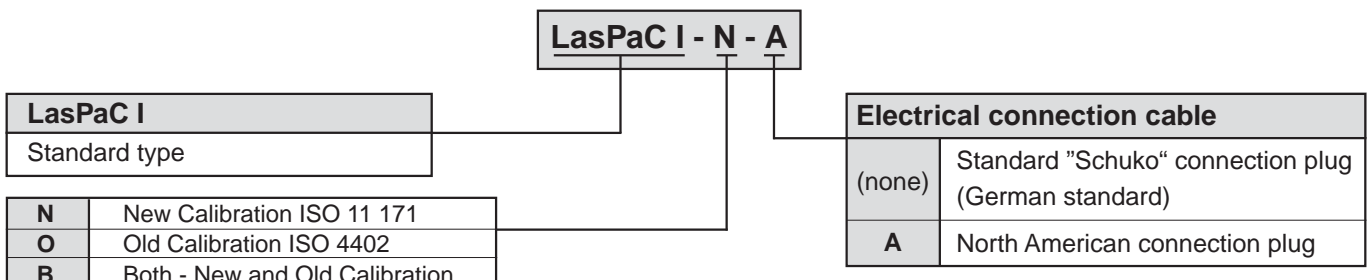 LasPaC I - N - A
LasPaC I
Standard type
N New Calibration ISO 11 171
O Old Calibration ISO 4402
B Both - New and Old Calibration
Electrical connection cable
(none) Standard ”Schuko“ connection plug
(German standard)
A North American connection plug